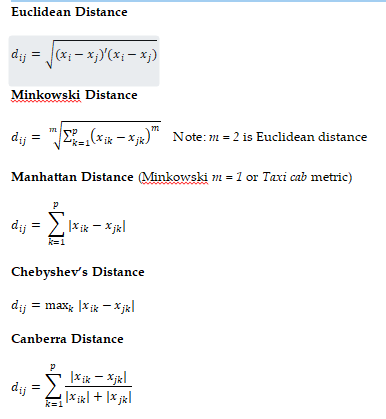 Euclidean Distance
d_{ij} = \sqrt{(x_i − x_j)'(x_i − x_j)}
Minkowski Distance
d_{ij} = \sqrt[m]{\sum_{k=1}^{p}(x_{ik} − x_{jk})^m} Note: m = 2 is Euclidean distance
Manhattan Distance (Minkowski m = 1 or Taxi cab metric)
d_{ij} = \sum_{k=1}^{p} |x_{ik} − x_{jk}|
Chebyshev's Distance
d_{ij} = max_k |x_{ik} − x_{jk}|
Canberra Distance
d_{ij} = \sum_{k=1}^{p} \frac{|x_{ik} − x_{jk}|}{|x_{ik}| + |x_{jk}|}